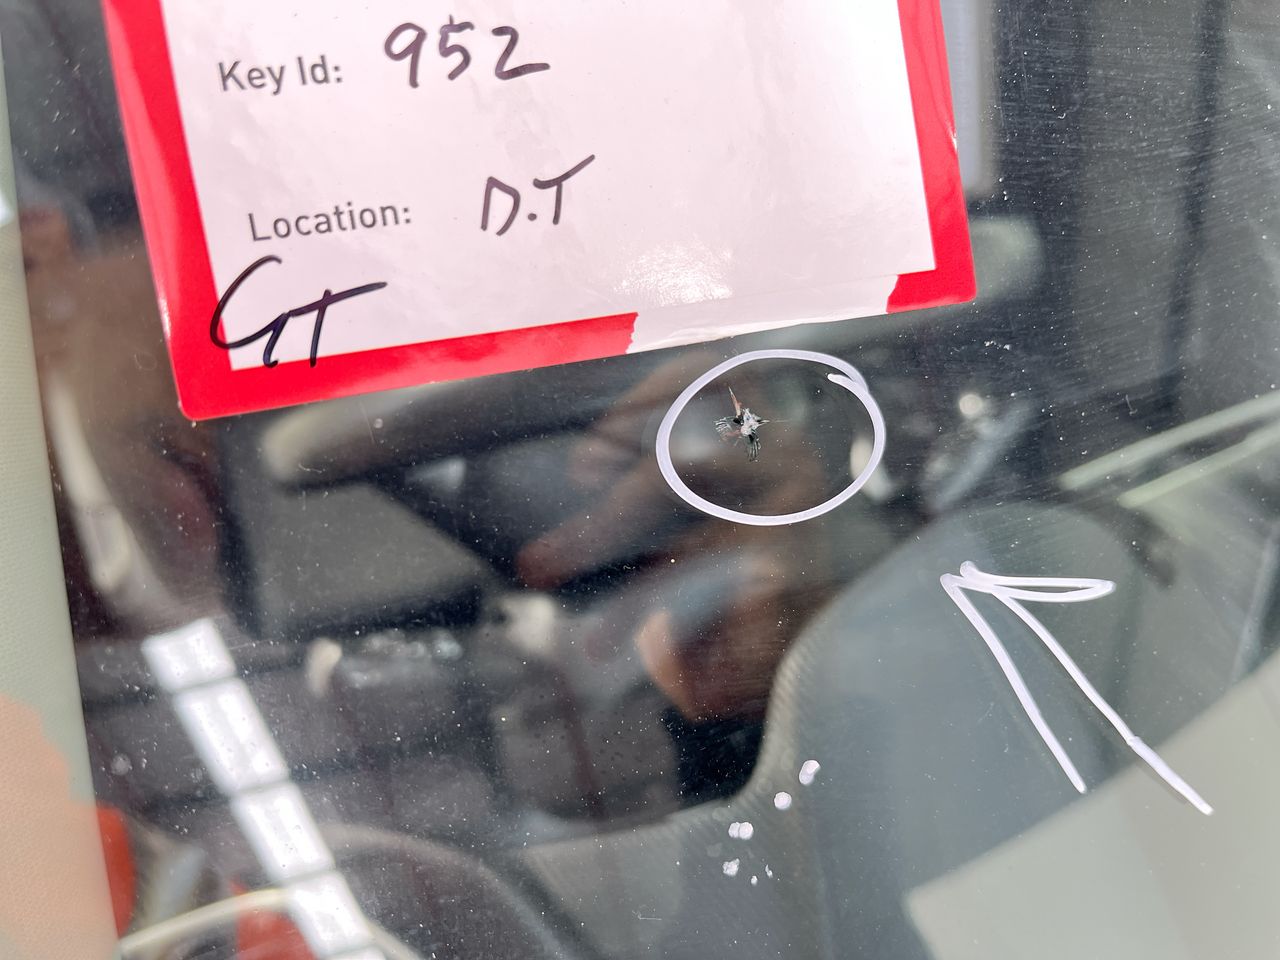 Key Id: 952
Location: D.T
GT